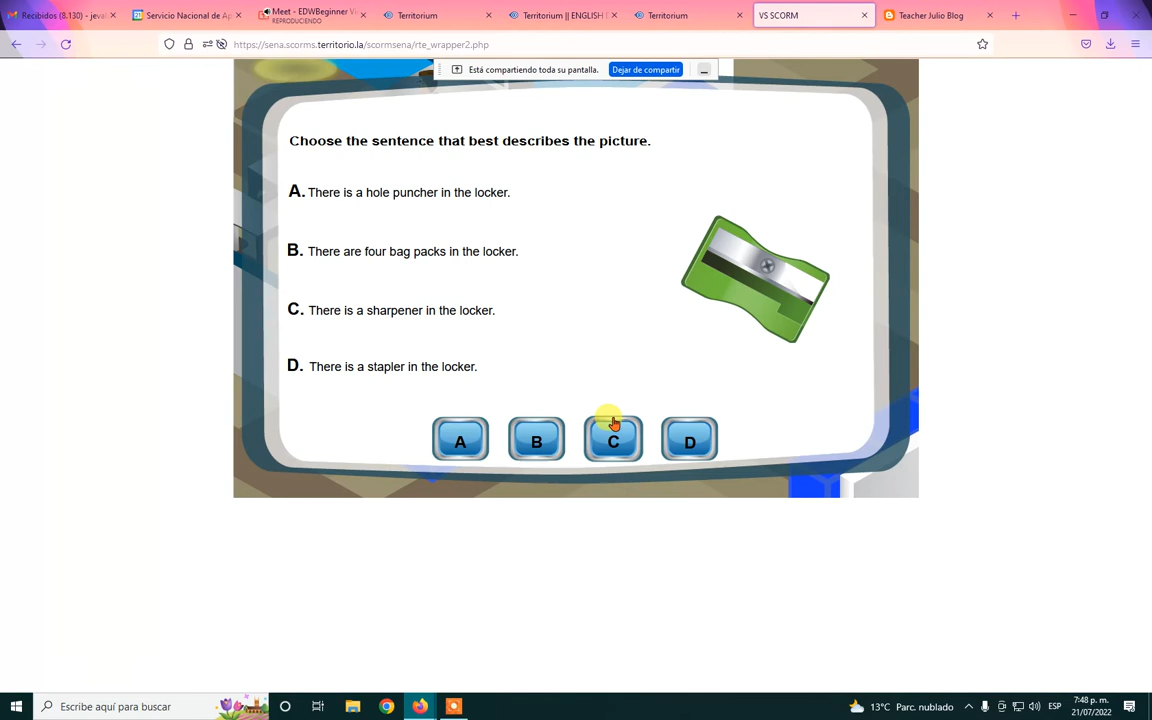 Recibidos (8,130) - jeva
Servicio Nacional de Ap
Meet - EDWBeginner Vi
REPRODUCIENDO
Territorium
Territorium || ENGLISH
Territorium
VS SCORM
Teacher Julio Blog
https://sena.scorms.territorio.la/scormsena/rte_wrapper2.php
Está compartiendo toda su pantalla.
Dejar de compartir
Choose the sentence that best describes the picture.
A. There is a hole puncher in the locker.
B. There are four bag packs in the locker.
C. There is a sharpener in the locker.
D. There is a stapler in the locker.
A B C D
Escribe aquí para buscar
13°C Parc. nublado
ESP
7:48 p. m.
21/07/2022